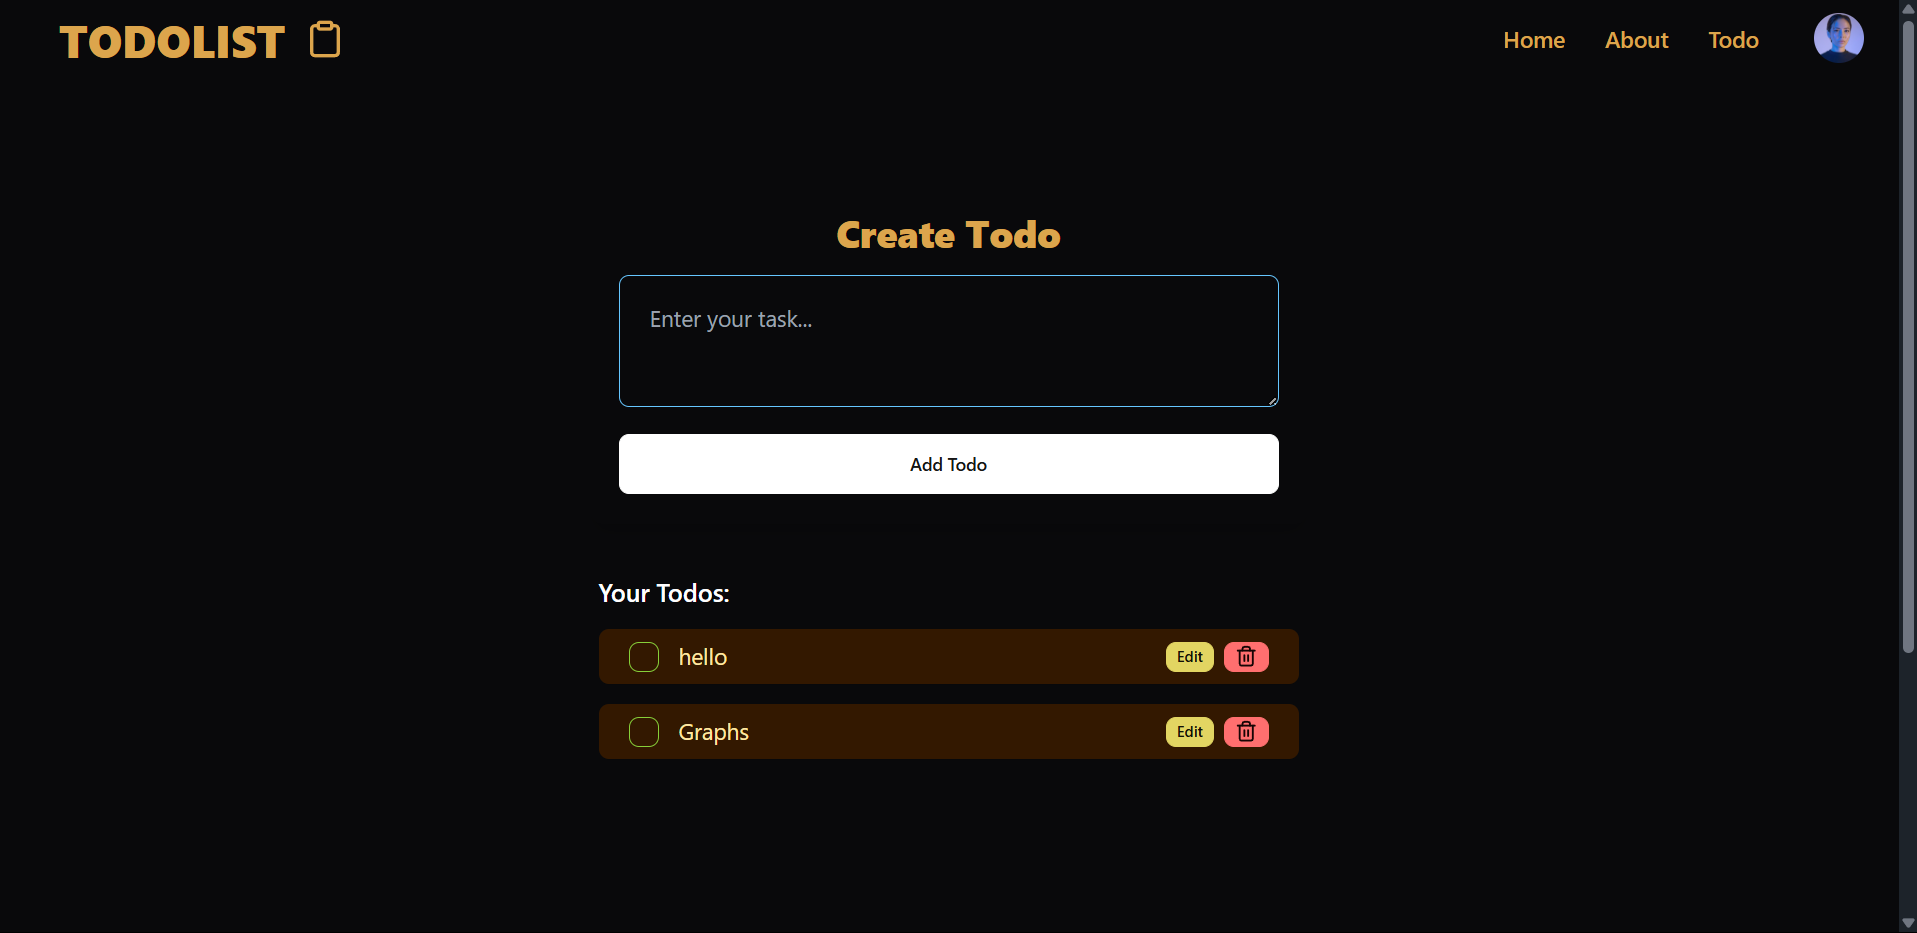 TODOLIST
Home About Todo
Create Todo
Enter your task...
Add Todo
Your Todos:
hello Edit
Graphs Edit